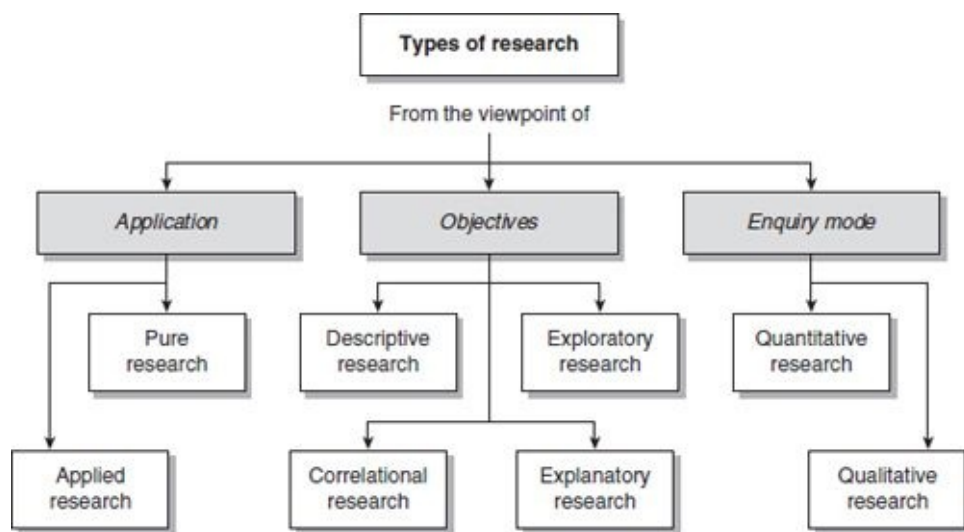 Types of research
From the viewpoint of
Application
Objectives
Enquiry mode
Pure
research
Descriptive
research
Exploratory
research
Quantitative
research
Applied
research
Correlational
research
Explanatory
research
Qualitative
research